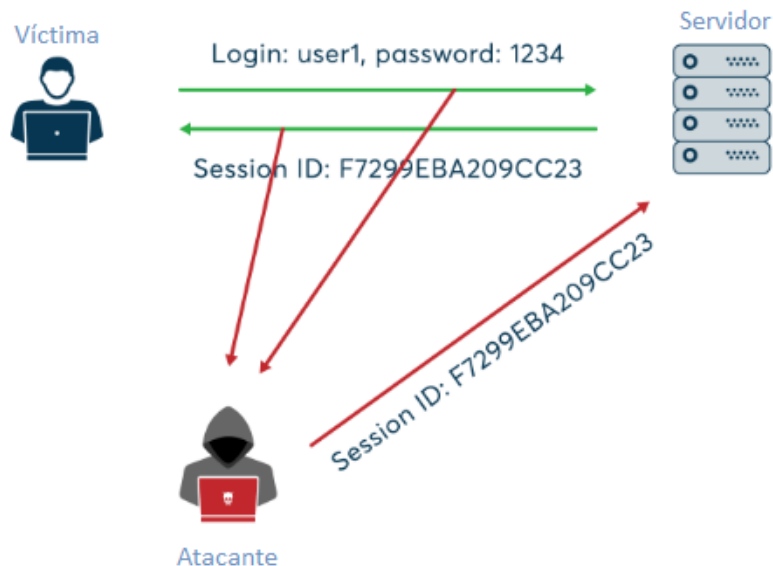 Víctima
Servidor
Login: user1, password: 1234
Session ID: F7299EBA209CC23
Session ID: F7299EBA209CC23
Atacante